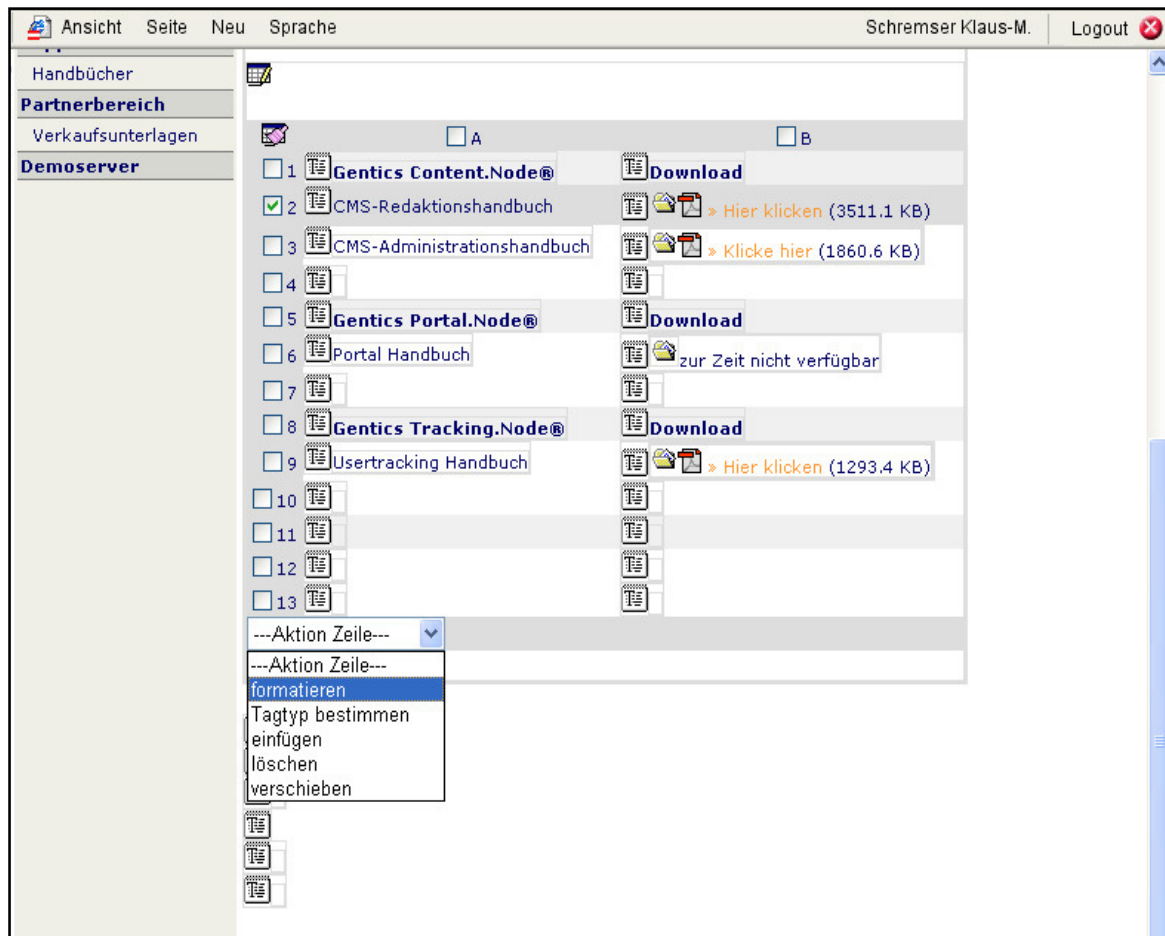 Ansicht Seite Neu Sprache Schremser Klaus-M. Logout
Handbücher
Partnerbereich
Verkaufsunterlagen
Demoserver
A B
1 Gentics Content.Node® Download
2 CMS-Redaktionshandbuch » Hier klicken (3511.1 KB)
3 CMS-Administrationshandbuch » Klicke hier (1860.6 KB)
4
5 Gentics Portal.Node® Download
6 Portal Handbuch zur Zeit nicht verfügbar
7
8 Gentics Tracking.Node® Download
9 Usertracking Handbuch » Hier klicken (1293.4 KB)
10
11
12
13
---Aktion Zeile---
---Aktion Zeile---
formatieren
Tagtyp bestimmen
einfügen
löschen
verschieben